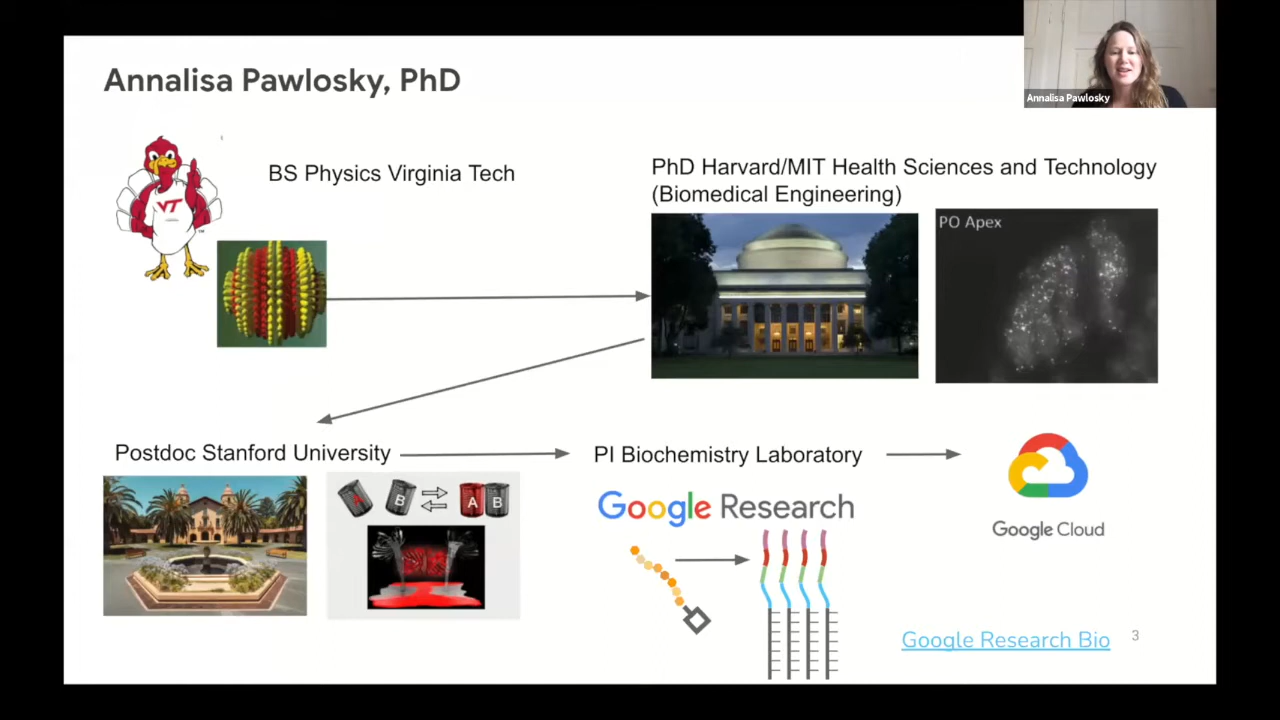 Annalisa Pawlosky, PhD
Annalisa Pawlosky
VT
BS Physics Virginia Tech
PhD Harvard/MIT Health Sciences and Technology
(Biomedical Engineering)
PO Apex
Postdoc Stanford University
A B A B
PI Biochemistry Laboratory
Google Research
Google Cloud
Google Research Bio
3